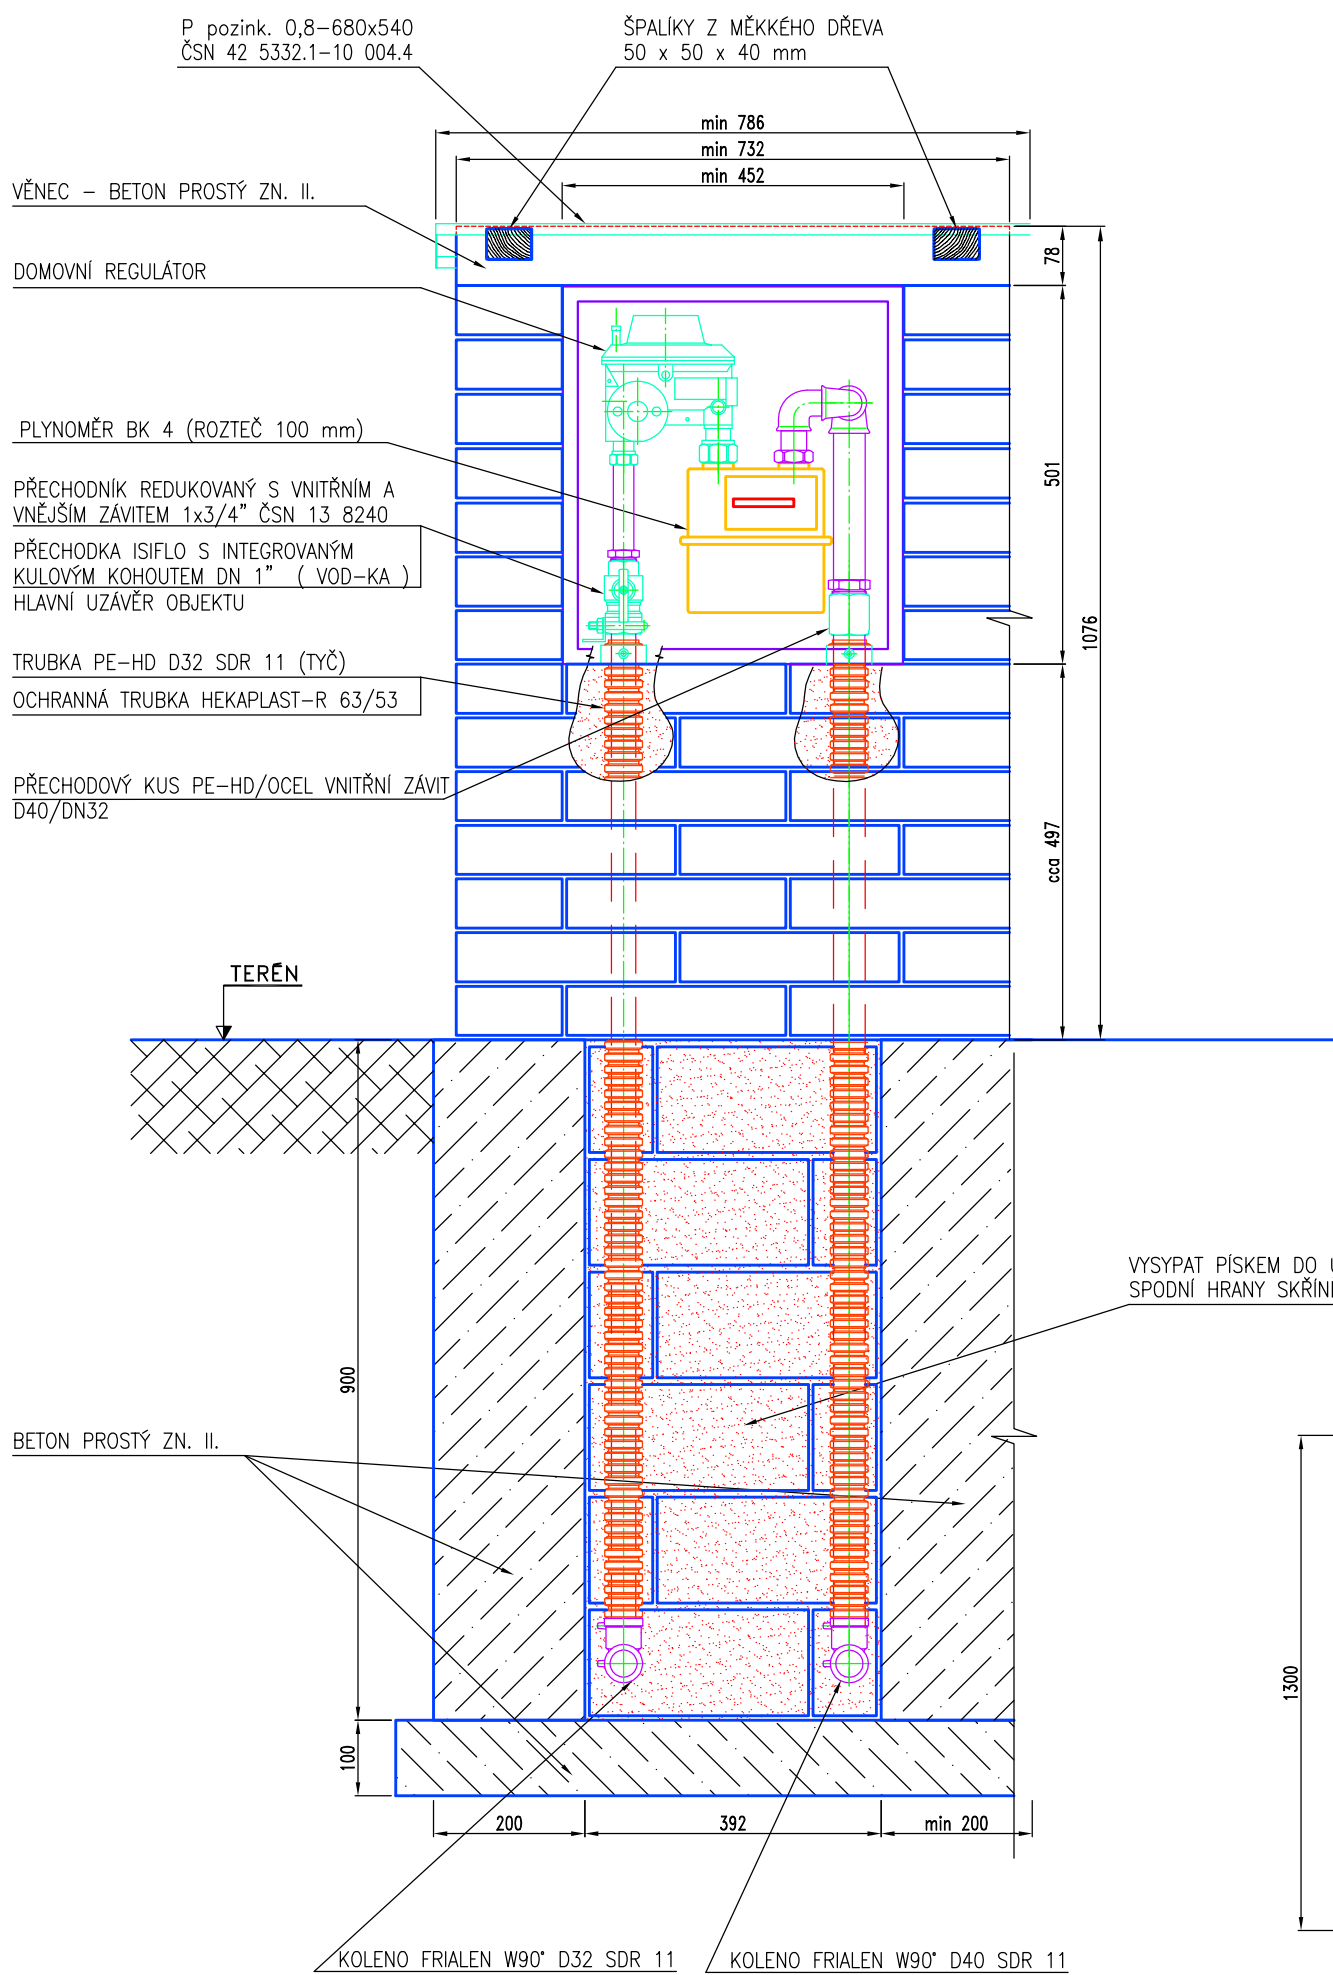 P pozink. 0,8-680x540
ČSN 42 5332.1-10 004.4
ŠPALÍKY Z MĚKKÉHO DŘEVA
50 x 50 x 40 mm
min 786
min 732
min 452
VĚNEC - BETON PROSTÝ ZN. II.
DOMOVNÍ REGULÁTOR
PLYNOMĚR BK 4 (ROZTEČ 100 mm)
PŘECHODNÍK REDUKOVANÝ S VNITŘNÍM A
VNĚJŠÍM ZÁVITEM 1x3/4" ČSN 13 8240
PŘECHODKA ISIFLO S INTEGROVANÝM
KULOVÝM KOHOUTEM DN 1" ( VOD-KA )
HLAVNÍ UZÁVĚR OBJEKTU
TRUBKA PE-HD D32 SDR 11 (TYČ)
OCHRANNÁ TRUBKA HEKAPLAST-R 63/53
PŘECHODOVÝ KUS PE-HD/OCEL VNITŘNÍ ZÁVIT
D40/DN32
78
501
1076
cca 497
TERÉN
VYSYPAT PÍSKEM DO
SPODNÍ HRANY SKŘÍN
900
BETON PROSTÝ ZN. II.
1300
100
200
392
min 200
KOLENO FRIALEN W90° D32 SDR 11
KOLENO FRIALEN W90° D40 SDR 11